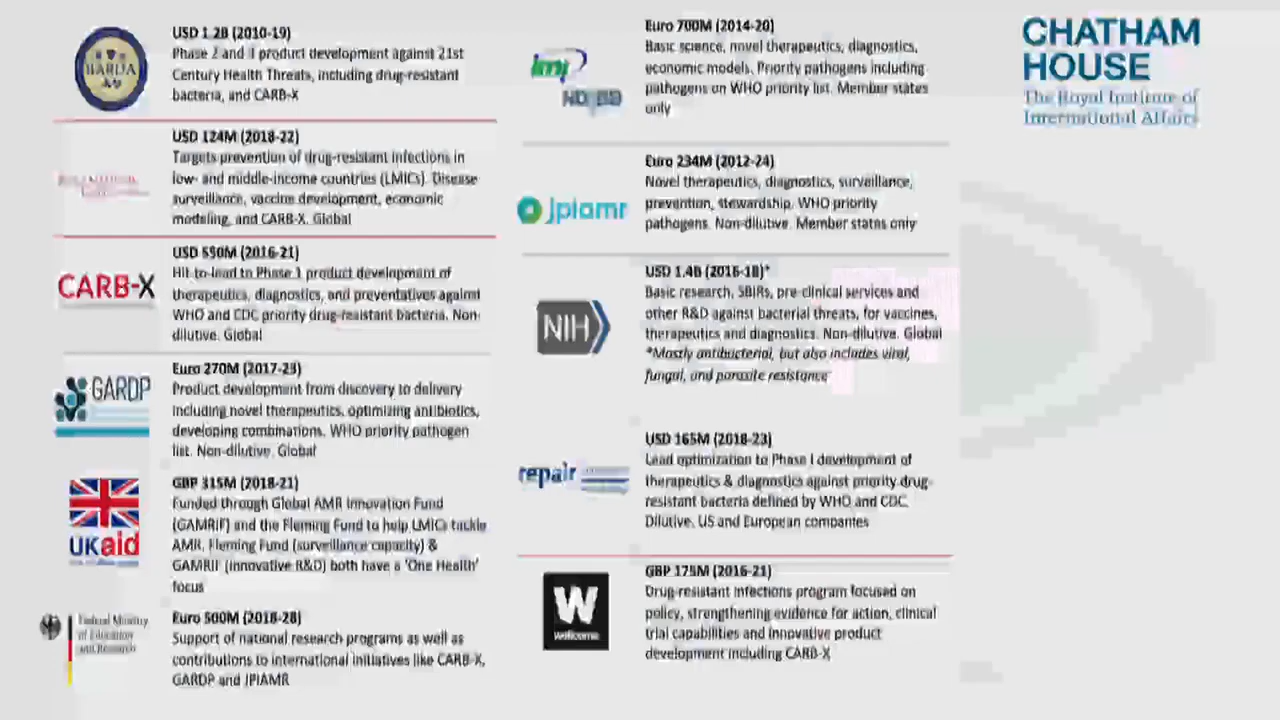 BARDA
USD 1.2B (2010-19)
Phase 2 and 3 product development against 21st
Century Health Threats, including drug-resistant
bacteria, and CARB-X
USD 124M (2018-22)
Targets prevention of drug-resistant infections in
low- and middle-income countries (LMICs). Disease
surveillance, vaccine development, economic
modeling, and CARB-X. Global
CARB-X
USD 550M (2016-21)
Hit-to-lead to Phase 1 product development of
therapeutics, diagnostics, and preventatives against
WHO and CDC priority drug-resistant bacteria. Non-
dilutive. Global
GARDP
Euro 270M (2017-23)
Product development from discovery to delivery
including novel therapeutics, optimizing antibiotics,
developing combinations. WHO priority pathogen
list. Non-dilutive. Global
UKaid
GBP 315M (2018-21)
Funded through Global AMR Innovation Fund
(GAMRIF) and the Fleming Fund to help LMICs tackle
AMR. Fleming Fund (surveillance capacity) &
GAMRIF (innovative R&D) both have a 'One Health'
focus
Federal Ministry
of Education
and Research
Euro 500M (2018-28)
Support of national research programs as well as
contributions to international initiatives like CARB-X,
GARDP and JPIAMR
imi
ND4BB
Euro 700M (2014-20)
Basic science, novel therapeutics, diagnostics,
economic models. Priority pathogens including
pathogens on WHO priority list. Member states
only
jpiamr
Euro 234M (2012-24)
Novel therapeutics, diagnostics, surveillance,
prevention, stewardship. WHO priority
pathogens. Non-dilutive. Member states only
NIH
USD 1.4B (2016-18)*
Basic research, SBIRs, pre-clinical services and
other R&D against bacterial threats, for vaccines,
therapeutics and diagnostics. Non-dilutive. Global
*Mostly antibacterial, but also includes viral,
fungal, and parasite resistance
repair
USD 165M (2018-23)
Lead optimization to Phase I development of
therapeutics & diagnostics against priority drug-
resistant bacteria defined by WHO and CDC.
Dilutive. US and European companies
W
wellcome
GBP 175M (2016-21)
Drug-resistant infections program focused on
policy, strengthening evidence for action, clinical
trial capabilities and innovative product
development including CARB-X
CHATHAM
HOUSE
The Royal Institute of
International Affairs